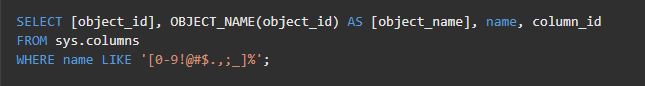 SELECT [object_id], OBJECT_NAME(object_id) AS [object_name], name, column_id
FROM sys.columns
WHERE name LIKE '[0-9!@#$.,;_]%';